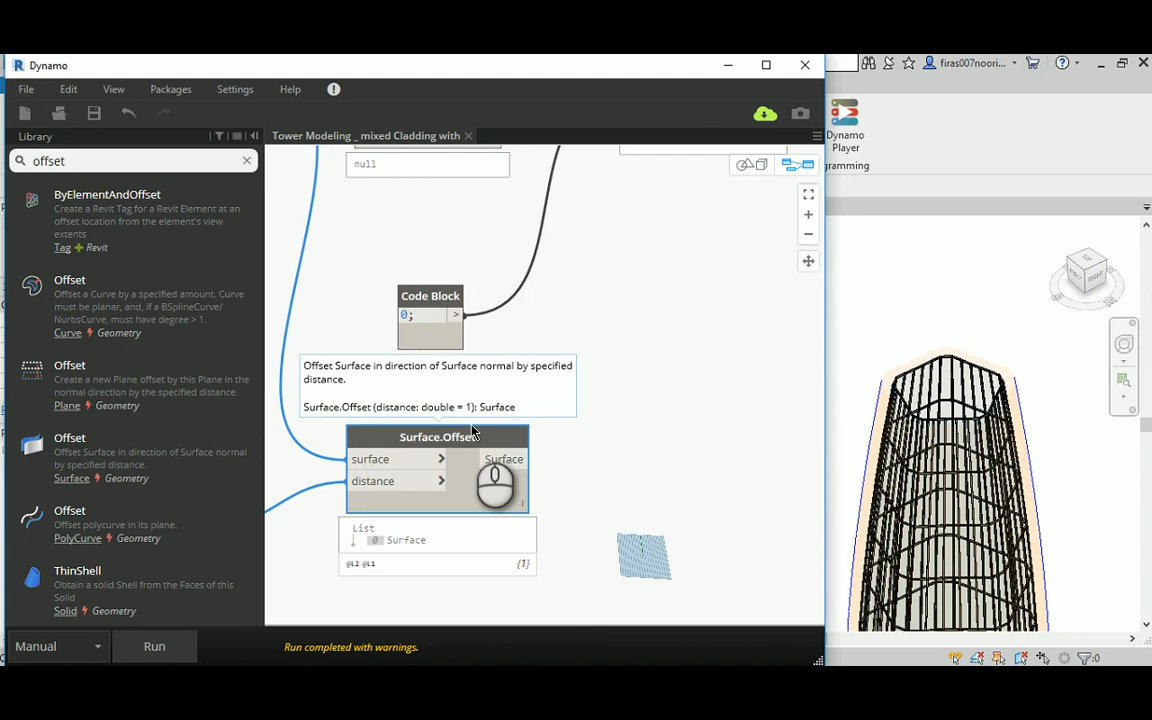 Dynamo
firas007noori...
File
Edit
View
Packages
Settings
Help
Library
Tower Modeling _ mixed Cladding with
Dynamo
Player
gramming
offset
null
ByElementAndOffset
Create a Revit Tag for a Revit Element at an
offset location from the element's view
extents
Tag + Revit
Offset
Offset a Curve by a specified amount. Curve
must be planar, and, if a BSplineCurve/
NurbsCurve, must have degree > 1.
Curve Geometry
Offset
Create a new Plane offset by this Plane in the
normal direction by the specified distance.
Plane Geometry
Offset
Offset Surface in direction of Surface normal
by specified distance.
Surface Geometry
Offset
Offset polycurve in its plane.
PolyCurve Geometry
ThinShell
Obtain a solid Shell from the Faces of this
Solid
Solid Geometry
Code Block
0; >
Offset Surface in direction of Surface normal by specified
distance.
Surface.Offset (distance: double = 1): Surface
Surface.Offset
surface > Surface
distance >
List
0 Surface
@L2 @L1 {1}
TOP
RIGHT
Manual
Run
Run completed with warnings.
:0